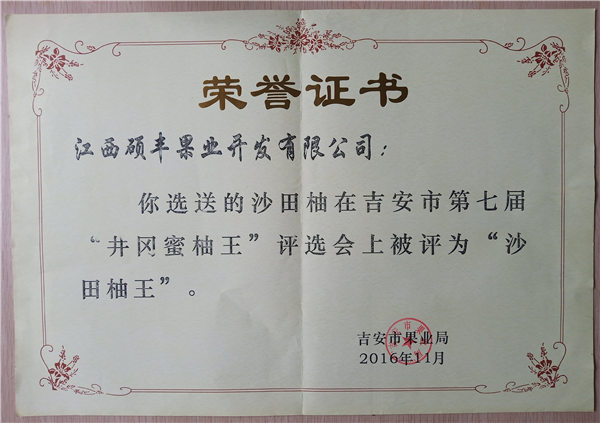 荣誉证书
江西硕丰果业开发有限公司：
你选送的沙田柚在吉安市第七届
“井冈蜜柚王”评选会上被评为“沙
田柚王”。
吉安市果业局
2016年11月